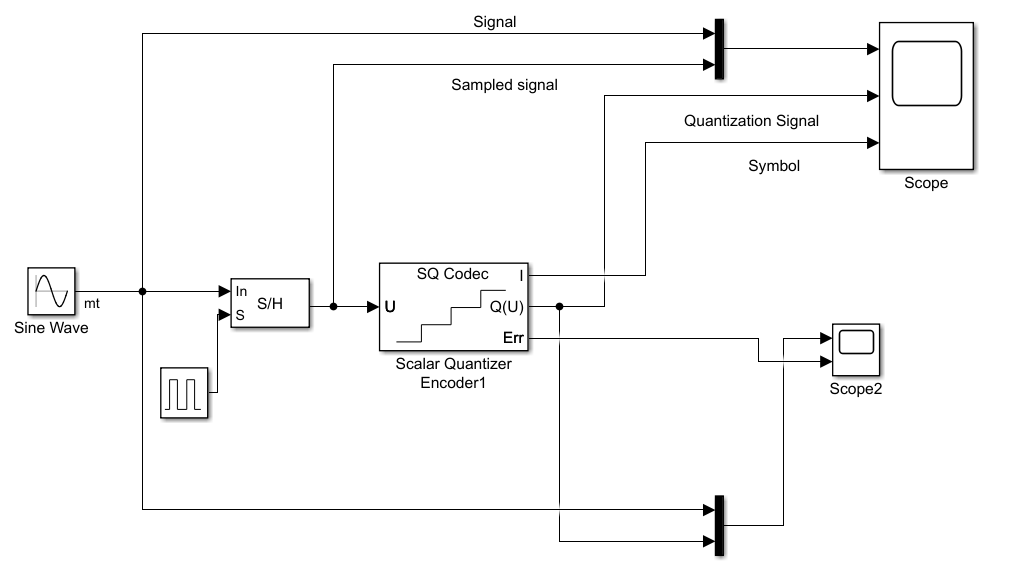 Signal
Sampled signal
Quantization Signal
Symbol
Scope
Sine Wave
mt
In
S/H
S
SQ Codec
I
U
Q(U)
Err
Scalar Quantizer
Encoder1
Scope2